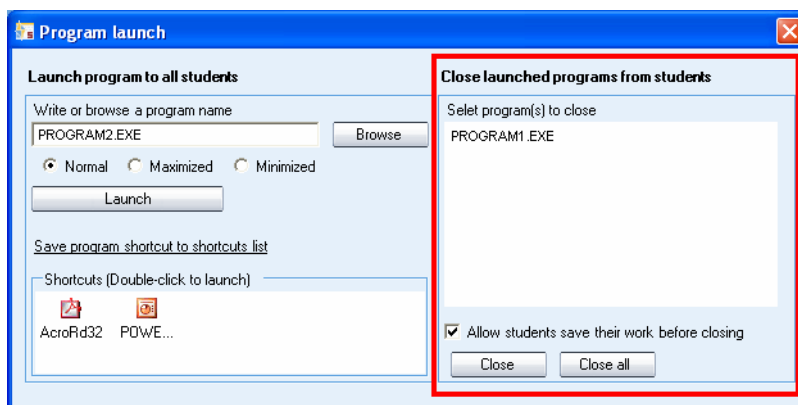 Program launch
Launch program to all students
Write or browse a program name
PROGRAM2.EXE
Browse
Normal Maximized Minimized
Launch
Save program shortcut to shortcuts list
Shortcuts (Double-click to launch)
AcroRd32 POWE...
Close launched programs from students
Selet program(s) to close
PROGRAM1.EXE
Allow students save their work before closing
Close Close all